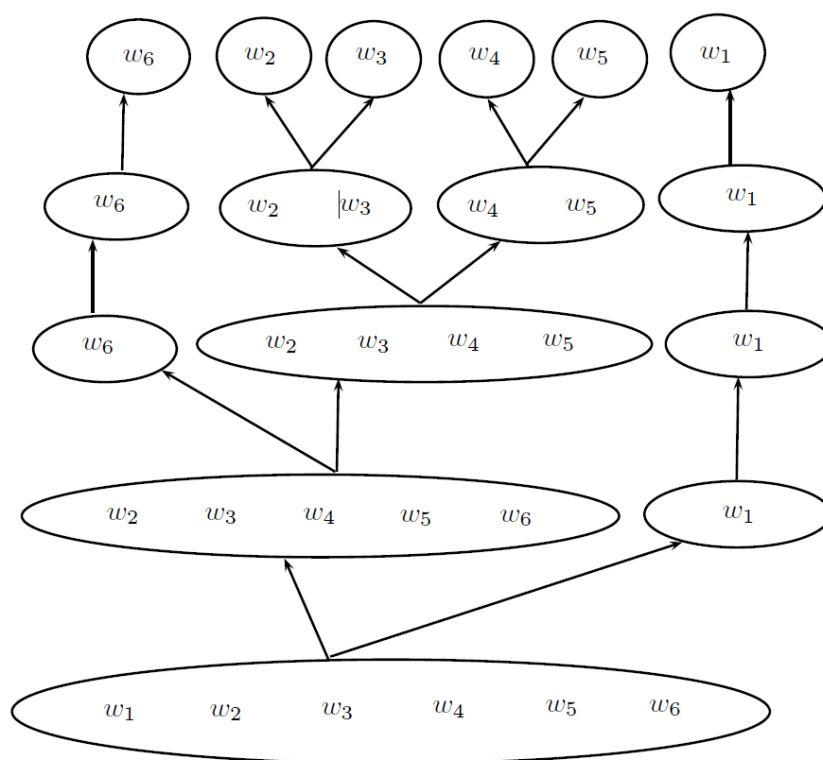 w₆ w₂ w₃ w₄ w₅ w₁
w₆ w₂ |w₃ w₄ w₅ w₁
w₆ w₂ w₃ w₄ w₅ w₁
w₂ w₃ w₄ w₅ w₆ w₁
w₁ w₂ w₃ w₄ w₅ w₆